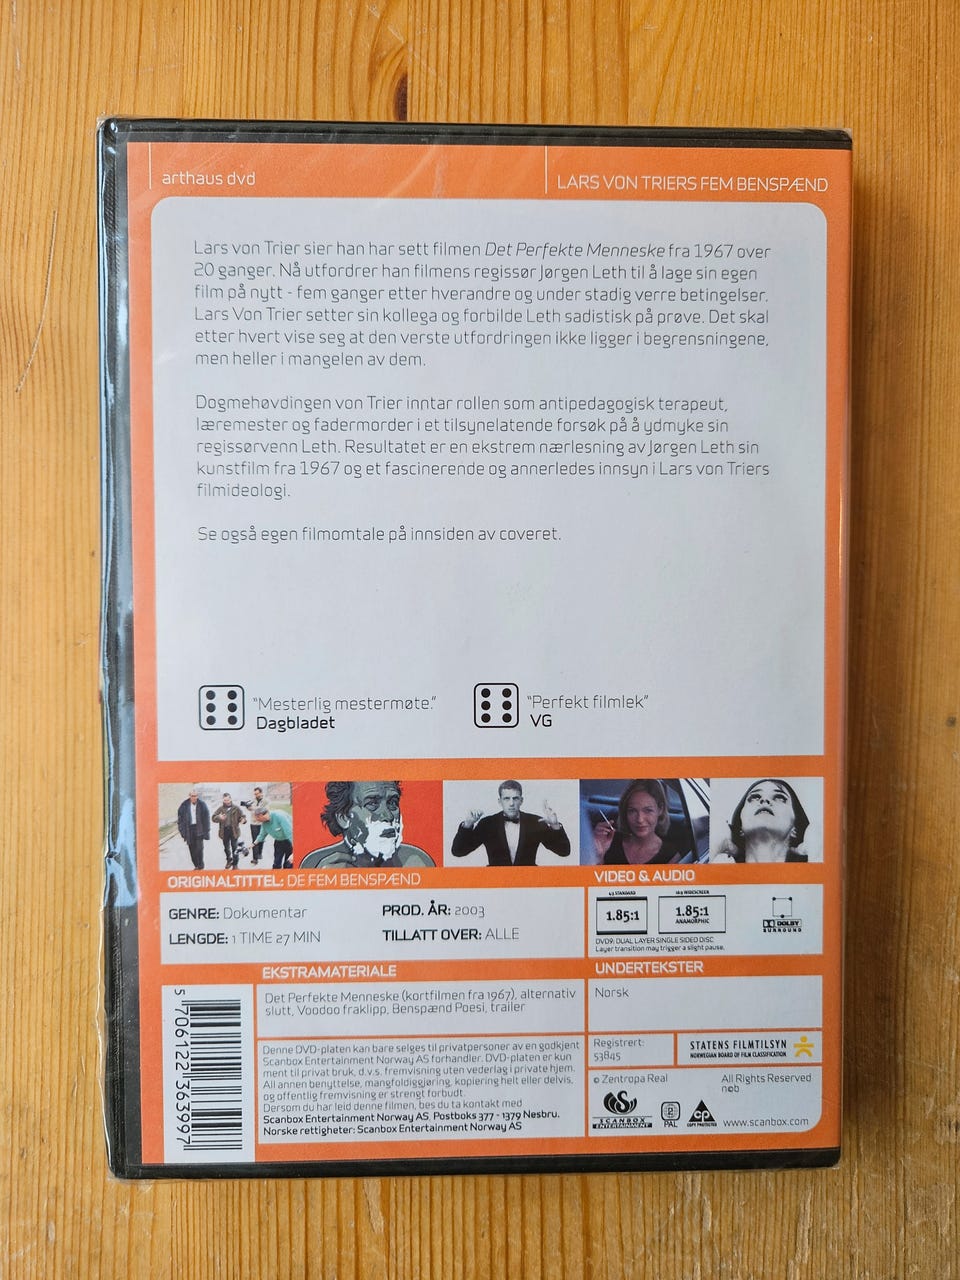 arthaus dvd
LARS VON TRIERS FEM BENSPÆND
Lars von Trier sier han har sett filmen Det Perfekte Menneske fra 1967 over
20 ganger. Nå utfordrer han filmens regissør Jørgen Leth til å lage sin egen
film på nytt - fem ganger etter hverandre og under stadig verre betingelser.
Lars Von Trier setter sin kollega og forbilde Leth sadistisk på prøve. Det skal
etter hvert vise seg at den verste utfordringen ikke ligger i begrensningene,
men heller i mangelen av dem.
Dogmehøvdingen von Trier inntar rollen som antipedagogisk terapeut,
læremester og fadermorder i et tilsynelatende forsøk på å ydmyke sin
regissørvenn Leth. Resultatet er en ekstrem nærlesning av Jørgen Leth sin
kunstfilm fra 1967 og et fascinerende og annerledes innsyn i Lars von Triers
filmideologi.
Se også egen filmomtale på innsiden av coveret.
"Mesterlig mestermøte."
Dagbladet
"Perfekt filmlek"
VG
ORIGINALTITTEL: DE FEM BENSPÆND
GENRE: Dokumentar
PROD. ÅR: 2003
LENGDE: 1 TIME 27 MIN
TILLATT OVER: ALLE
VIDEO & AUDIO
4:3 STANDARD
1.85:1
16:9 WIDESCREEN
1.85:1
ANAMORPHIC
DOLBY
SURROUND
DVD9: DUAL LAYER SINGLE SIDED DISC
Layer transition may trigger a slight pause.
EKSTRAMATERIALE
Det Perfekte Menneske (kortfilmen fra 1967), alternativ
slutt, Voodoo fraklipp, Benspænd Poesi, trailer
UNDERTEKSTER
Norsk
Denne DVD-platen kan bare selges til privatpersoner av en godkjent
Scanbox Entertainment Norway AS forhandler. DVD-platen er kun
ment til privat bruk, d.v.s. fremvisning uten vederlag i private hjem.
All annen benyttelse, mangfoldiggjøring, kopiering helt eller delvis,
og offentlig fremvisning er strengt forbudt.
Dersom du har leid denne filmen, bes du ta kontakt med
Scanbox Entertainment Norway AS, Postboks 377 - 1379 Nesbru.
Norske rettigheter: Scanbox Entertainment Norway AS
Registrert:
53845
STATENS FILMTILSYN
NORWEGIAN BOARD OF FILM CLASSIFICATION
© Zentropa Real
All Rights Reserved
n©b
SCANBOX
ENTERTAINMENT
2
PAL
CP
COPY PROTECTED
www.scanbox.com
5 706122 363997